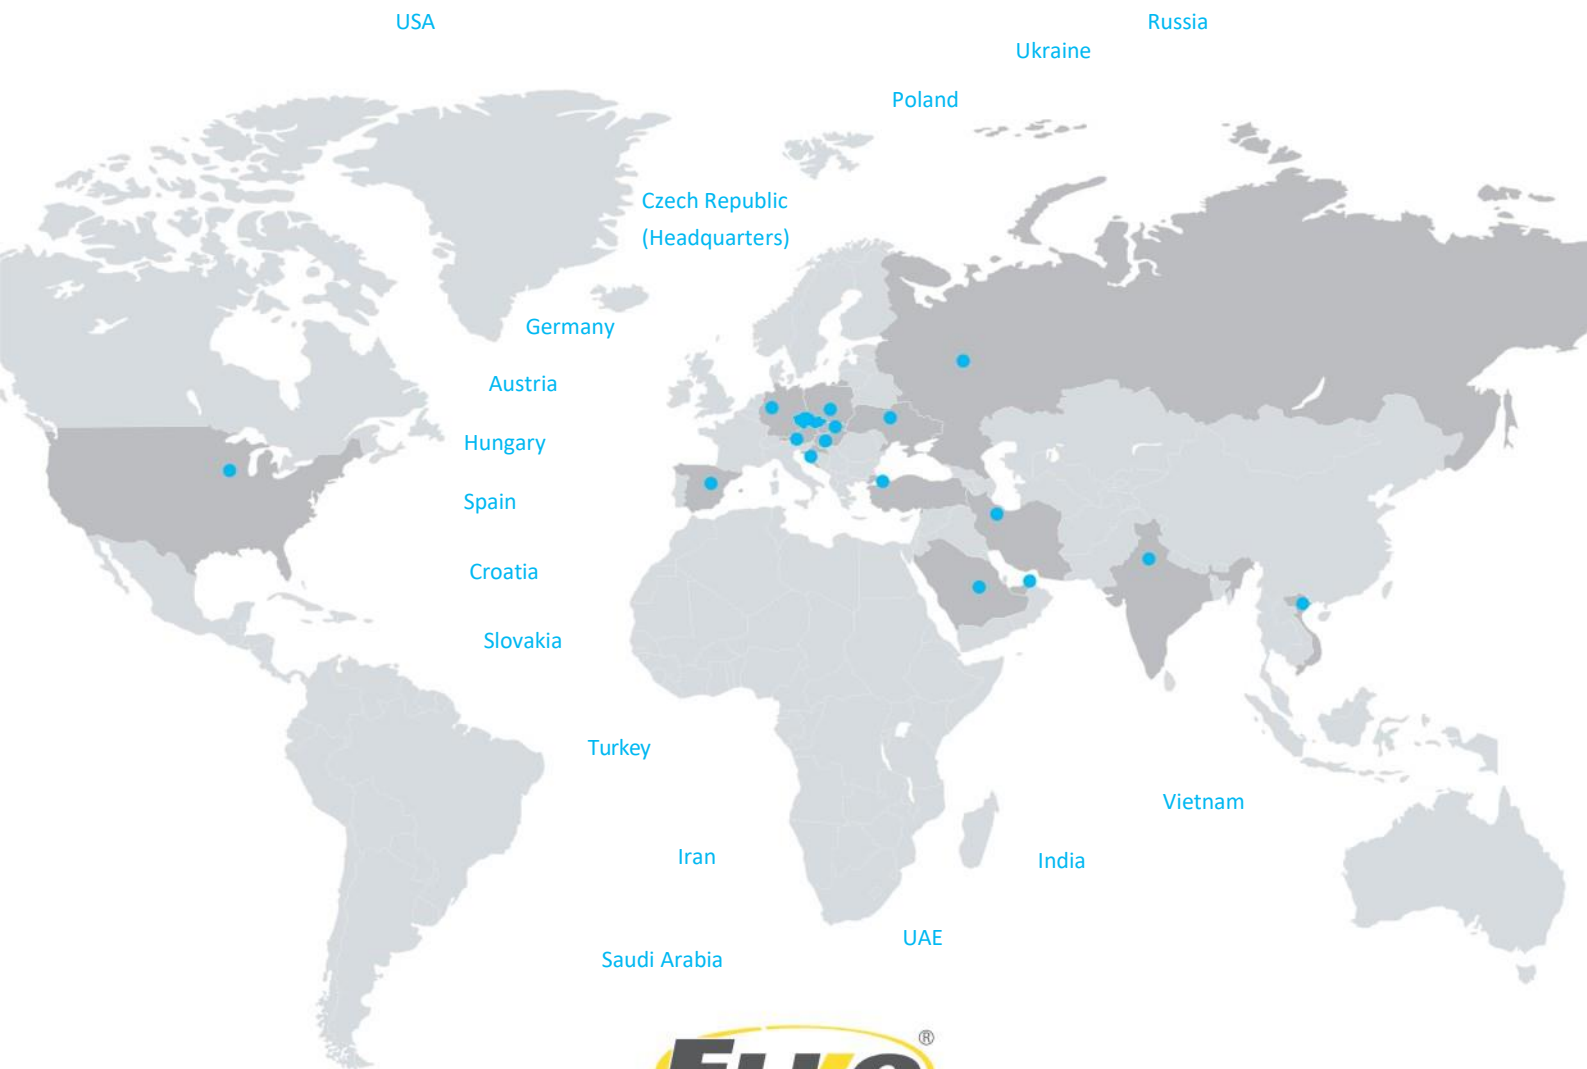 USA
Russia
Ukraine
Poland
Czech Republic
(Headquarters)
Germany
Austria
Hungary
Spain
Croatia
Slovakia
Turkey
Vietnam
Iran
India
UAE
Saudi Arabia
®